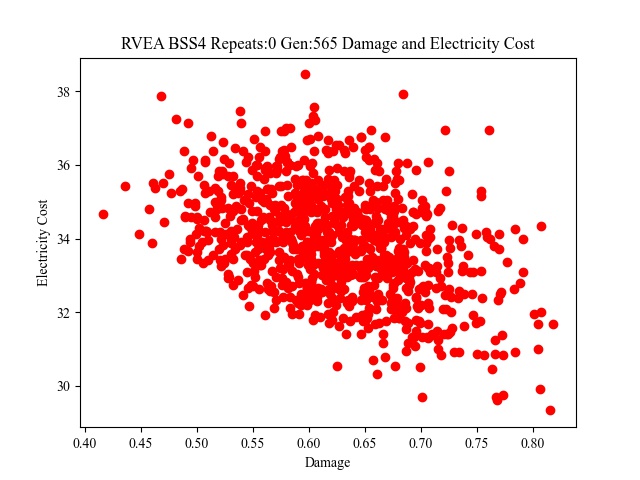 RVEA BSS4 Repeats:0 Gen:565 Damage and Electricity Cost
38
36
34
32
30
Electricity Cost
0.40 0.45 0.50 0.55 0.60 0.65 0.70 0.75 0.80
Damage